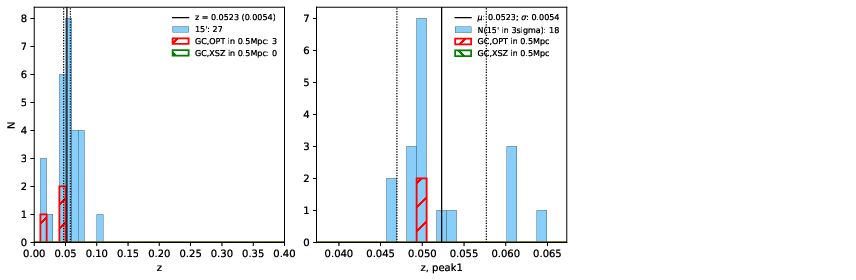 z = 0.0523 (0.0054)
15': 27
GC,OPT in 0.5Mpc: 3
GC,XSZ in 0.5Mpc: 0
N
8
7
6
5
4
3
2
1
0
0.00 0.05 0.10 0.15 0.20 0.25 0.30 0.35 0.40
z
μ: 0.0523; σ: 0.0054
N(15' in 3sigma): 18
GC,OPT in 0.5Mpc
GC,XSZ in 0.5Mpc
7
6
5
4
3
2
1
0
0.040 0.045 0.050 0.055 0.060 0.065
z, peak1